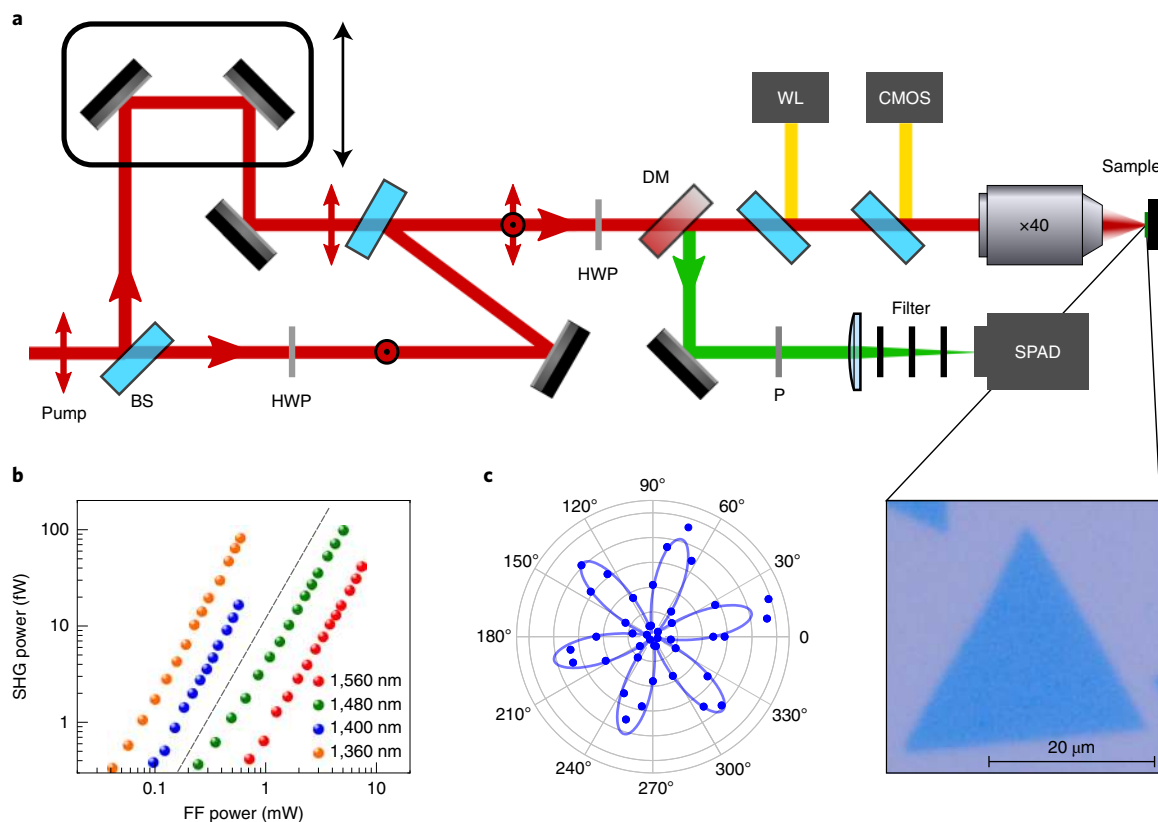 a
WL
CMOS
Sample
DM
×40
HWP
Filter
SPAD
Pump
BS
HWP
P
b
SHG power (fW)
100
10
1
1,560 nm
1,480 nm
1,400 nm
1,360 nm
0.1
1
10
FF power (mW)
c
90°
120°
60°
150°
30°
180°
0
210°
330°
240°
300°
270°
20 μm